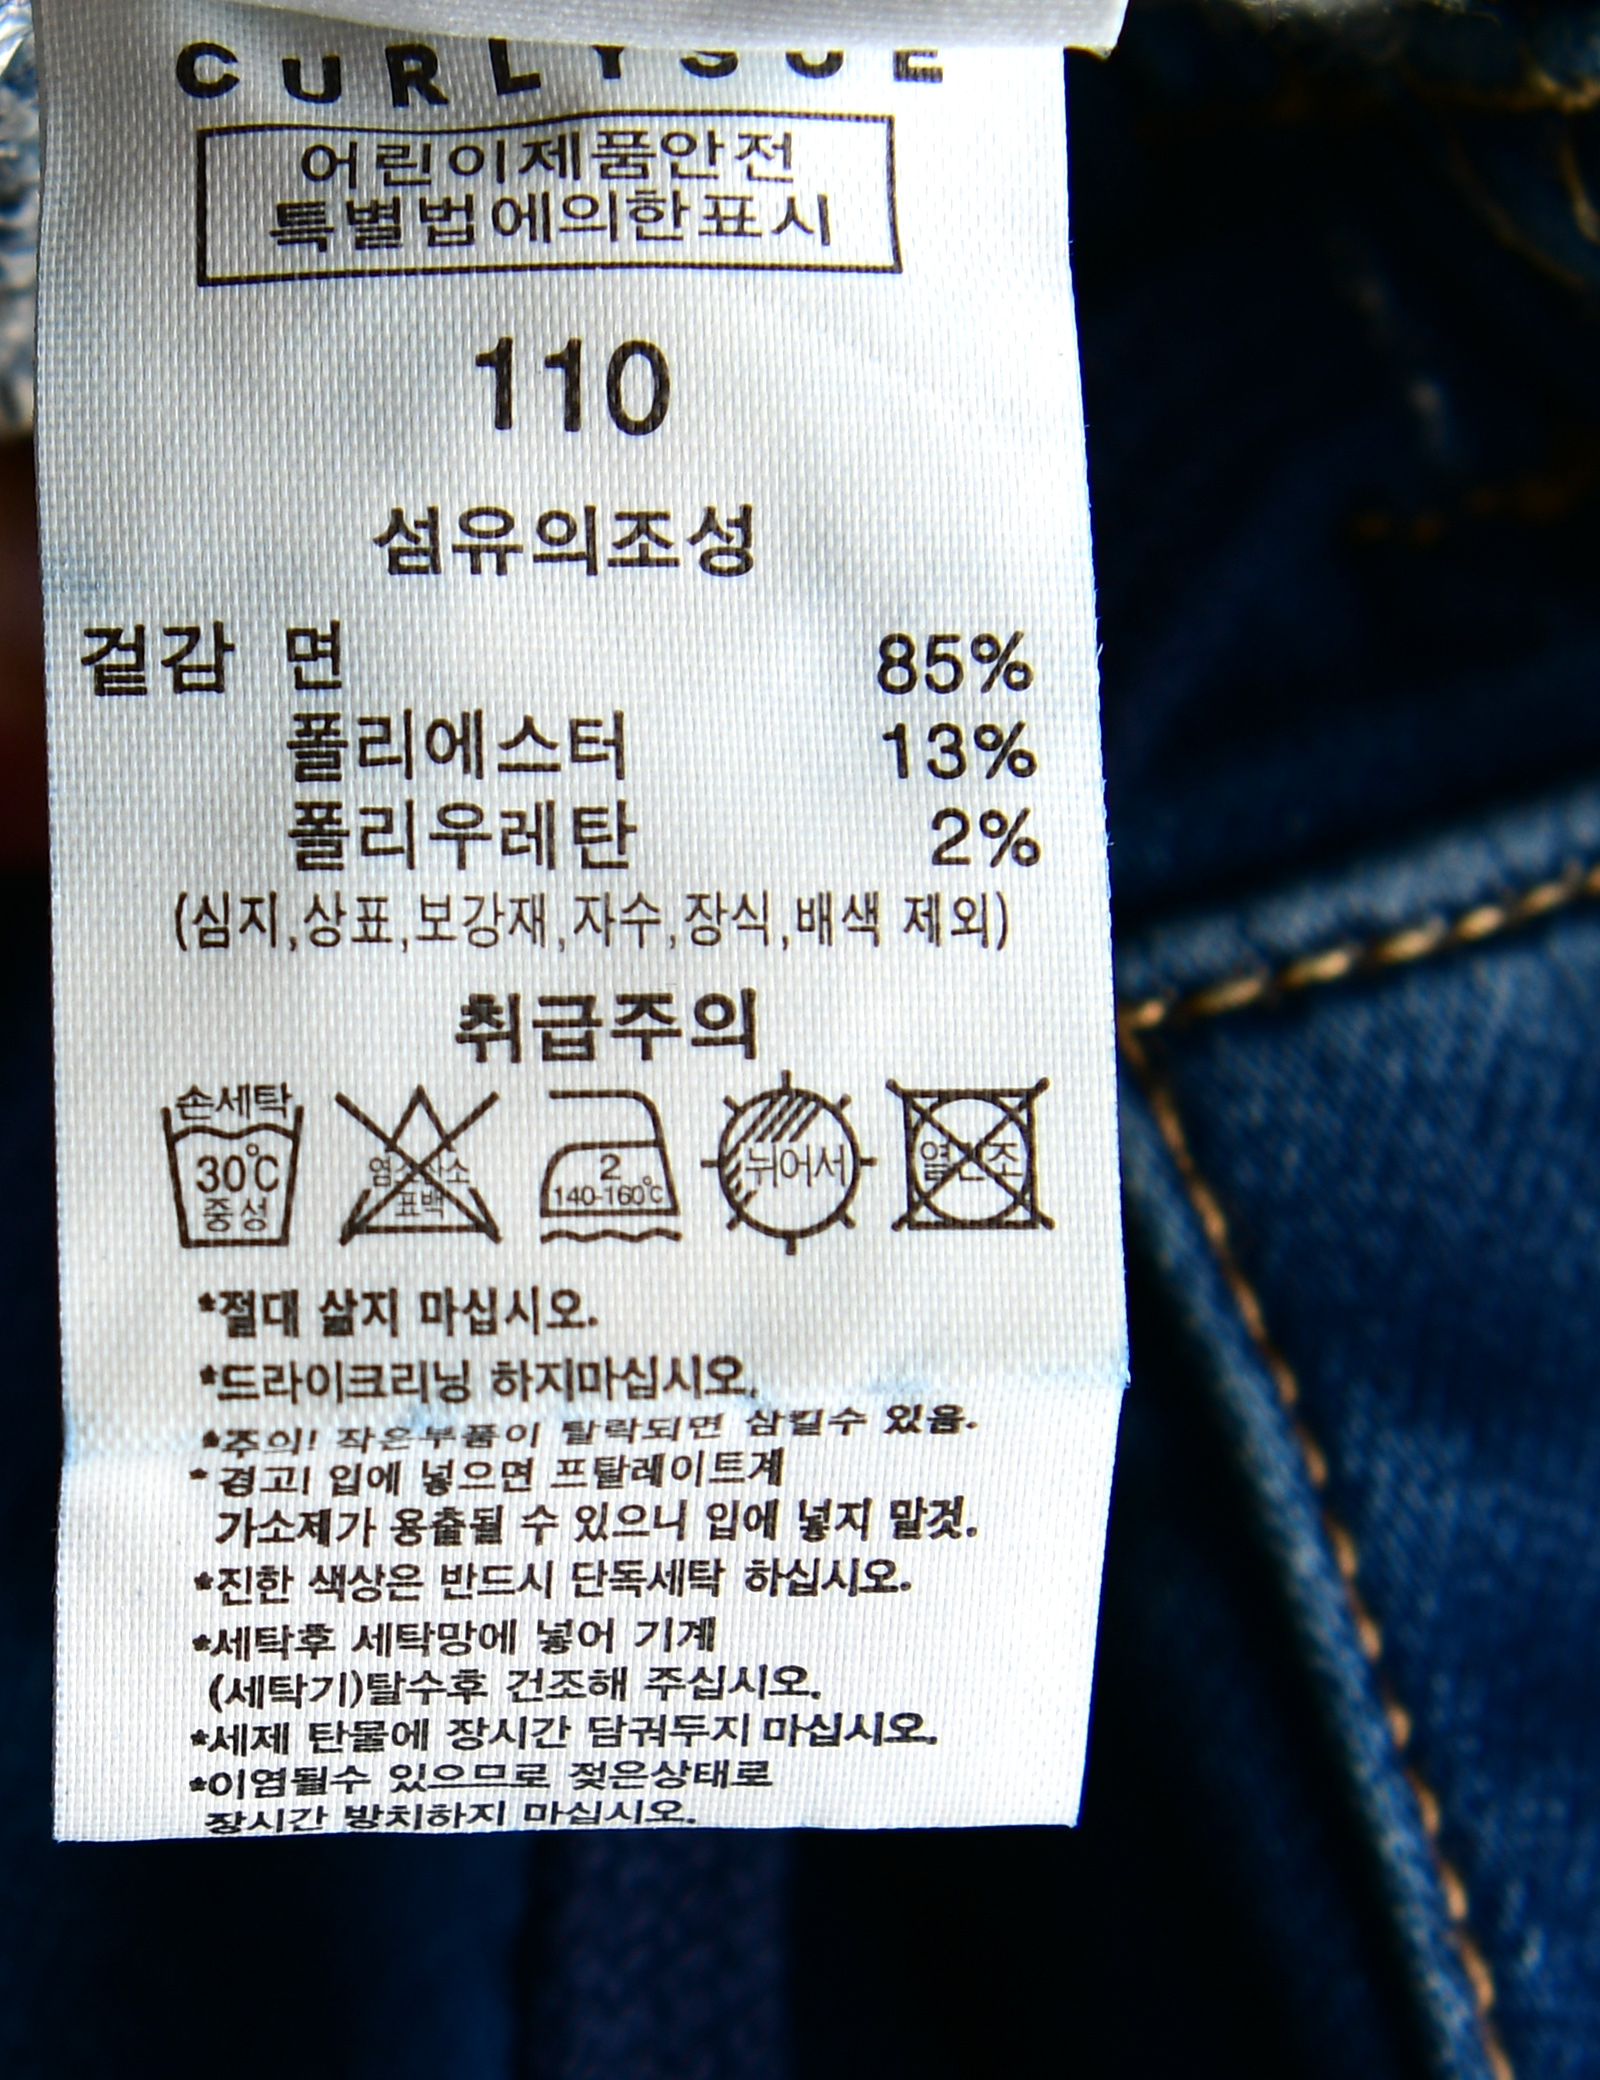 CURLYSUE
어린이제품안전
특별법에의한표시
110
섬유의조성
겉감 면 85%
폴리에스터 13%
폴리우레탄 2%
(심지,상표,보강재,자수,장식,배색 제외)
취급주의
손세탁
30℃
중성
염소산소
표백
2
140-160℃
뉘어서
열건조
*절대 삶지 마십시오.
*드라이크리닝 하지마십시오.
*주의! 작은부품이 탈락되면 삼킬수 있음.
* 경고! 입에 넣으면 프탈레이트계
가소제가 용출될 수 있으니 입에 넣지 말것.
*진한 색상은 반드시 단독세탁 하십시오.
*세탁후 세탁망에 넣어 기계
(세탁기)탈수후 건조해 주십시오.
*세제 탄물에 장시간 담궈두지 마십시오.
*이염될수 있으므로 젖은상태로
장시간 방치하지 마십시오.